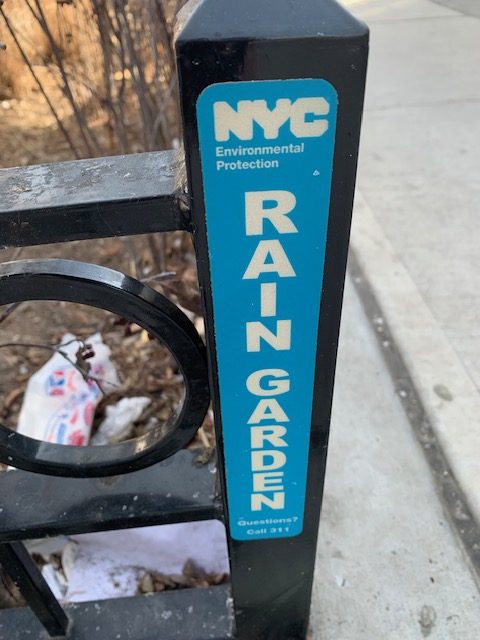 NYC
Environmental
Protection
RAIN GARDEN
Questions?
Call 311